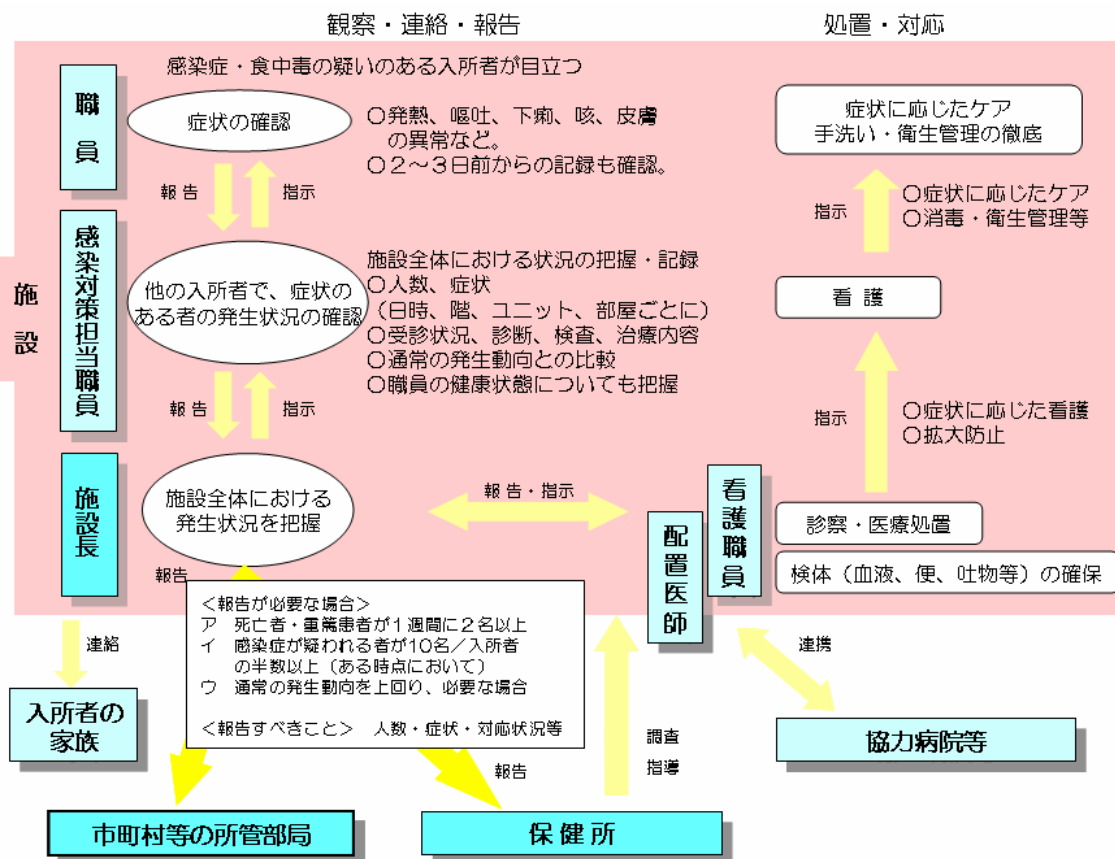 観察・連絡・報告
処置・対応
感染症・食中毒の疑いのある入所者が目立つ
職員
症状の確認
○発熱、嘔吐、下痢、咳、皮膚
の異常など。
○２～３日前からの記録も確認。
症状に応じたケア
手洗い・衛生管理の徹底
報告
指示
指示
○症状に応じたケア
○消毒・衛生管理等
施設
感染対策担当職員
他の入所者で、症状の
ある者の発生状況の確認
施設全体における状況の把握・記録
○人数、症状
（日時、階、ユニット、部屋ごとに）
○受診状況、診断、検査、治療内容
○通常の発生動向との比較
○職員の健康状態についても把握
看護
報告
指示
指示
○症状に応じた看護
○拡大防止
施設長
施設全体における
発生状況を把握
報告・指示
配置医師
看護職員
診察・医療処置
検体（血液、便、吐物等）の確保
報告
＜報告が必要な場合＞
ア　死亡者・重篤患者が１週間に２名以上
イ　感染症が疑われる者が10名／入所者
の半数以上（ある時点において）
ウ　通常の発生動向を上回り、必要な場合
＜報告すべきこと＞　人数・症状・対応状況等
連絡
連携
入所者の
家族
調査
指導
協力病院等
報告
市町村等の所管部局
保健所